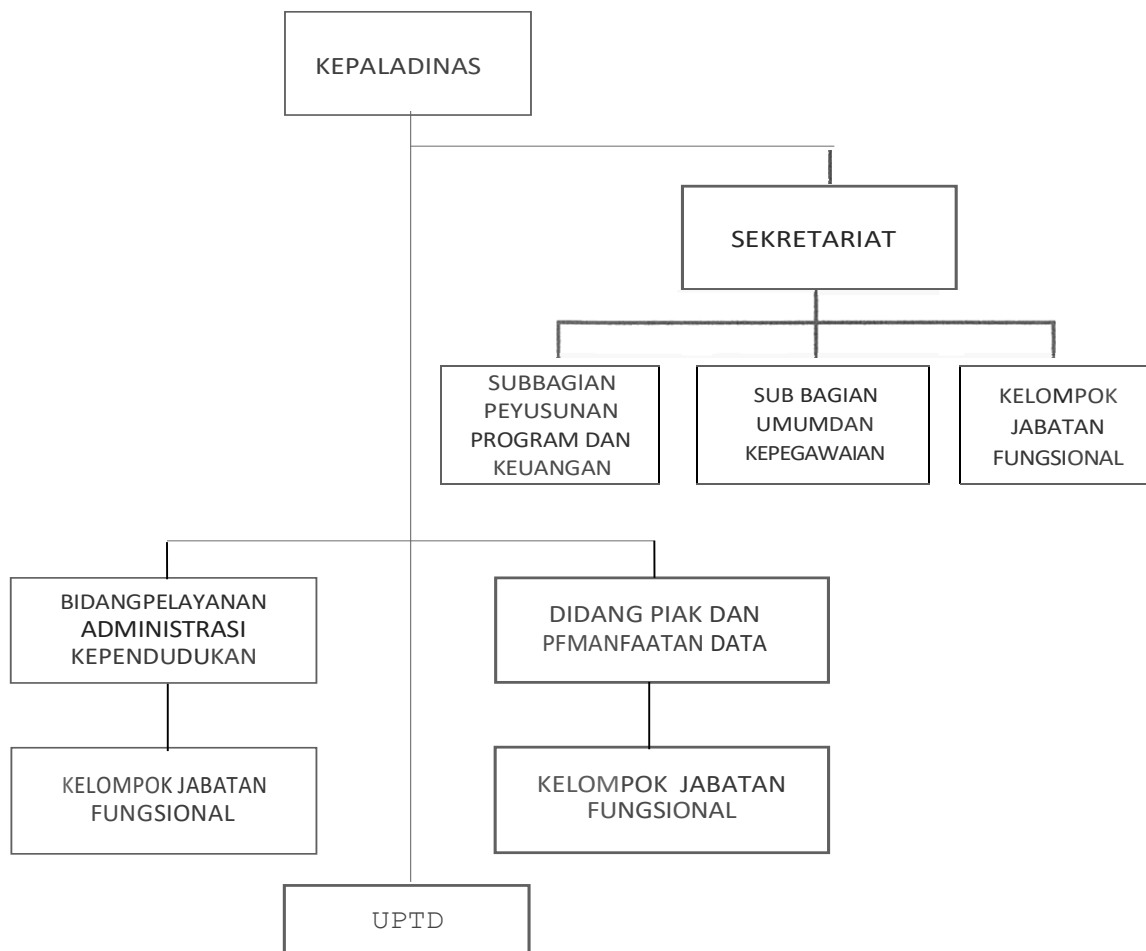 KEPALADINAS
SEKRETARIAT
SUBBAGIAN
PEYUSUNAN
PROGRAM DAN
KEUANGAN
SUB BAGIAN
UMUMDAN
KEPEGAWAIAN
KELOMPOK
JABATAN
FUNGSIONAL
BIDANGPELAYANAN
ADMINISTRASI
KEPENDUDUKAN
DIDANG PIAK DAN
PFMANFAATAN DATA
KELOMPOK JABATAN
FUNGSIONAL
KELOMPOK JABATAN
FUNGSIONAL
UPTD